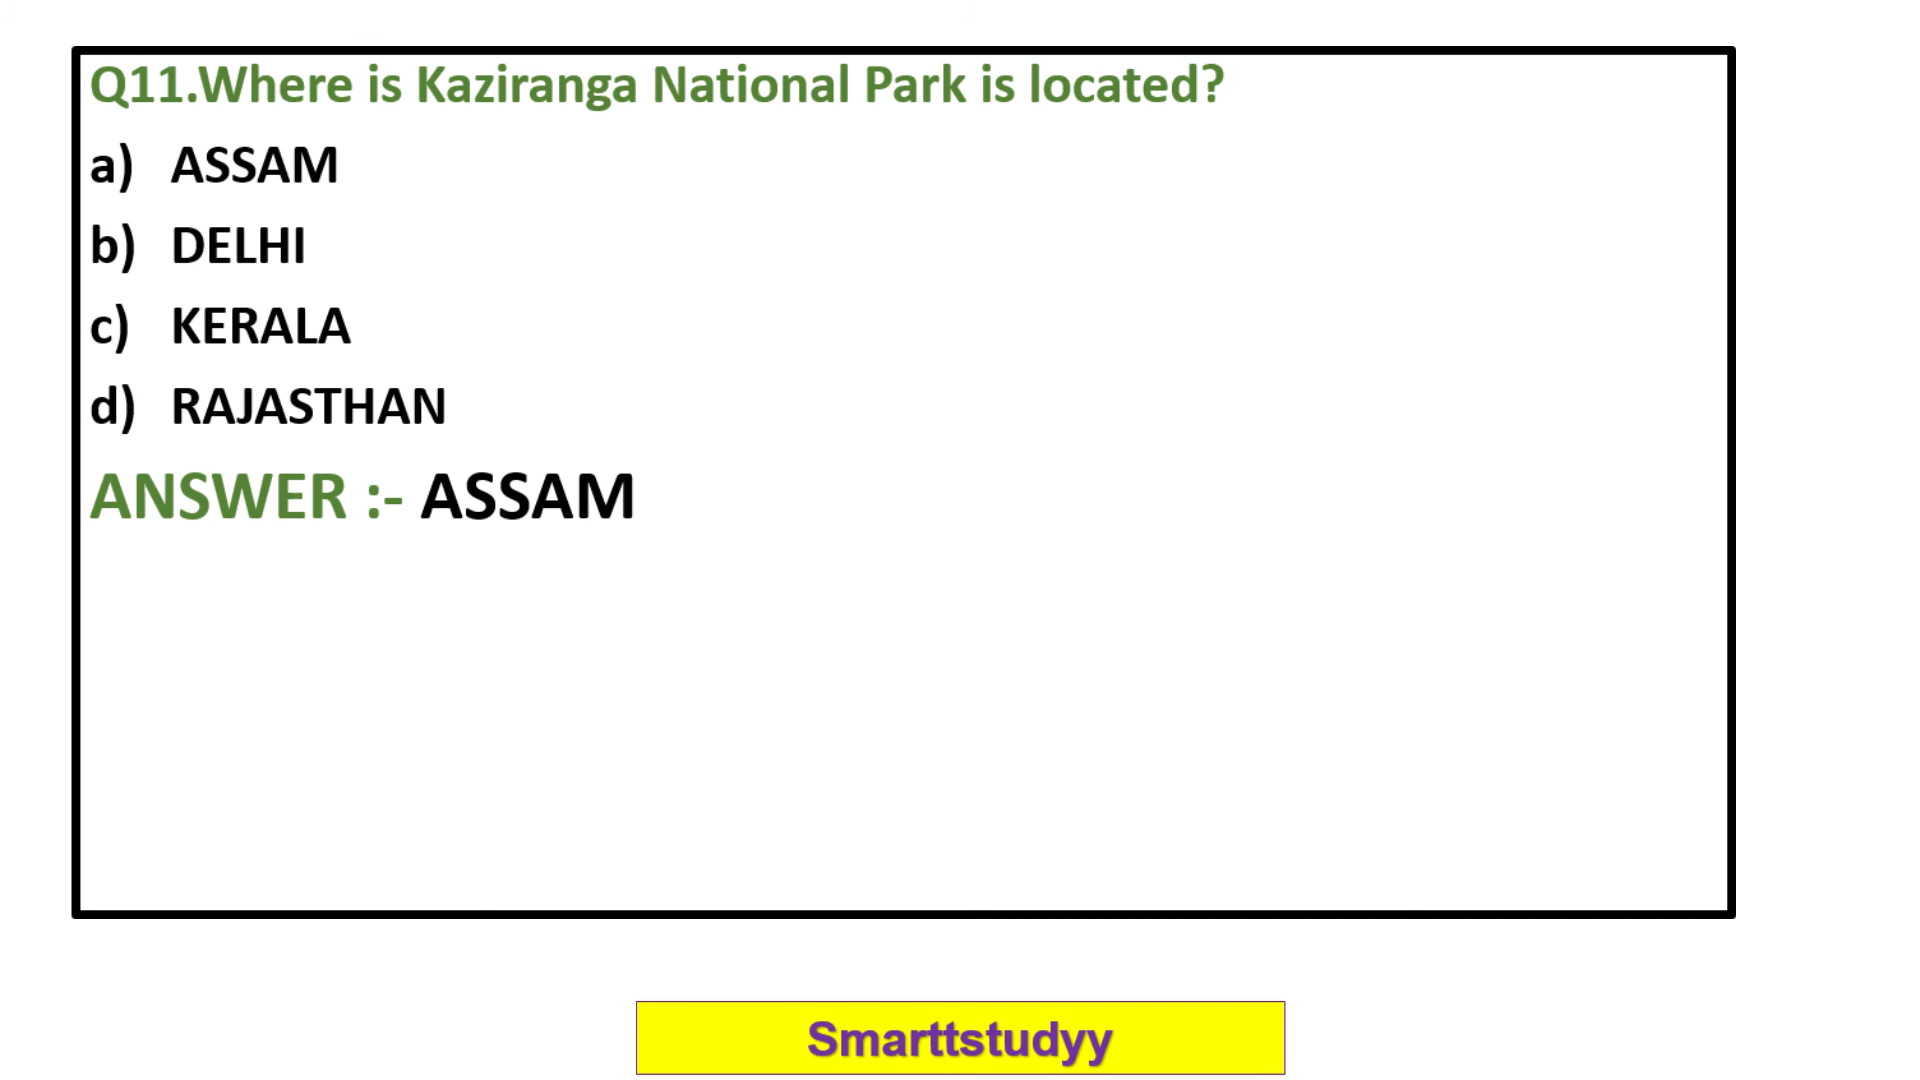 Q11.Where is Kaziranga National Park is located?
a) ASSAM
b) DELHI
c) KERALA
d) RAJASTHAN
ANSWER :- ASSAM
Smarttstudyy